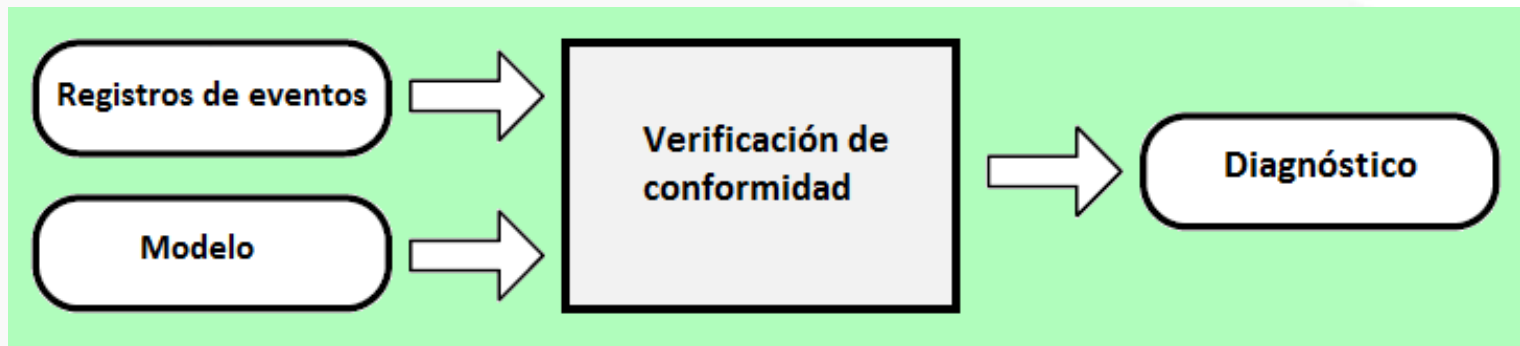 Registros de eventos
Modelo
Verificación de
conformidad
Diagnóstico